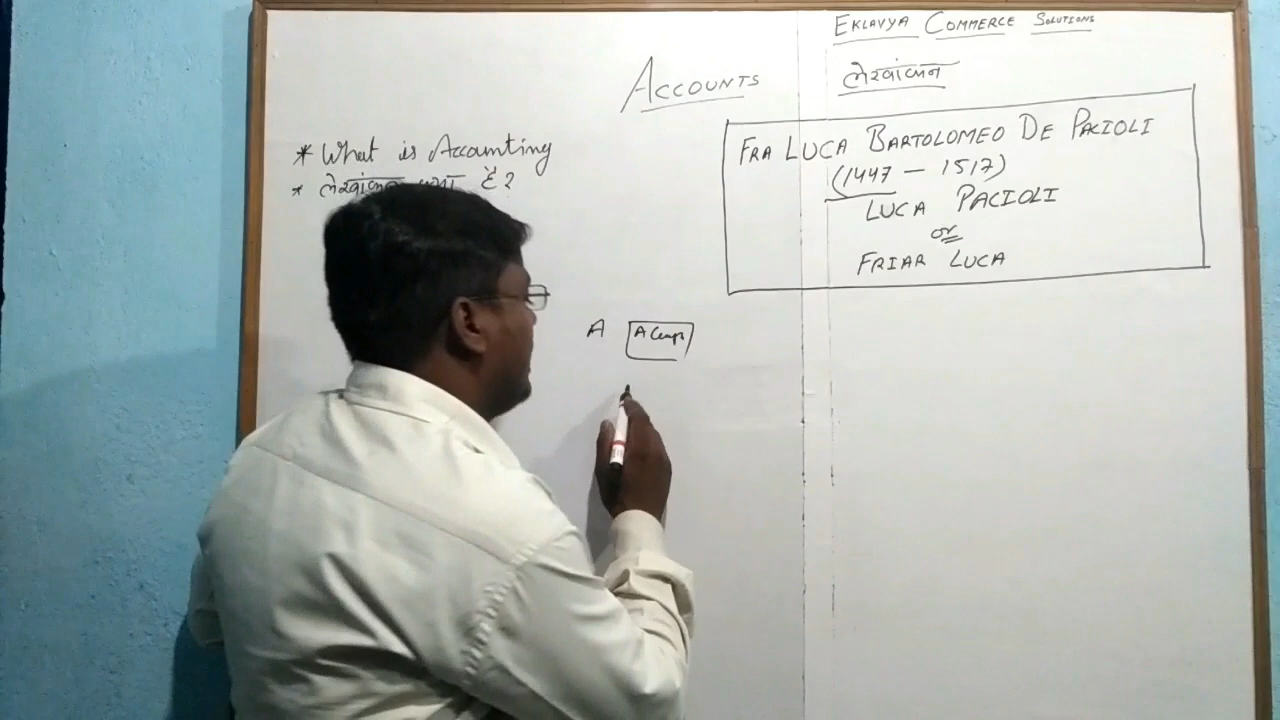 EKLAVYA COMMERCE SOLUTIONS
ACCOUNTS
लेखांकन
* What is Accounting
* लेखांकन क्या है?
FRA LUCA BARTOLOMEO DE PACIOLI
(1447 – 1517)
LUCA PACIOLI
or
FRIAR LUCA
A
A